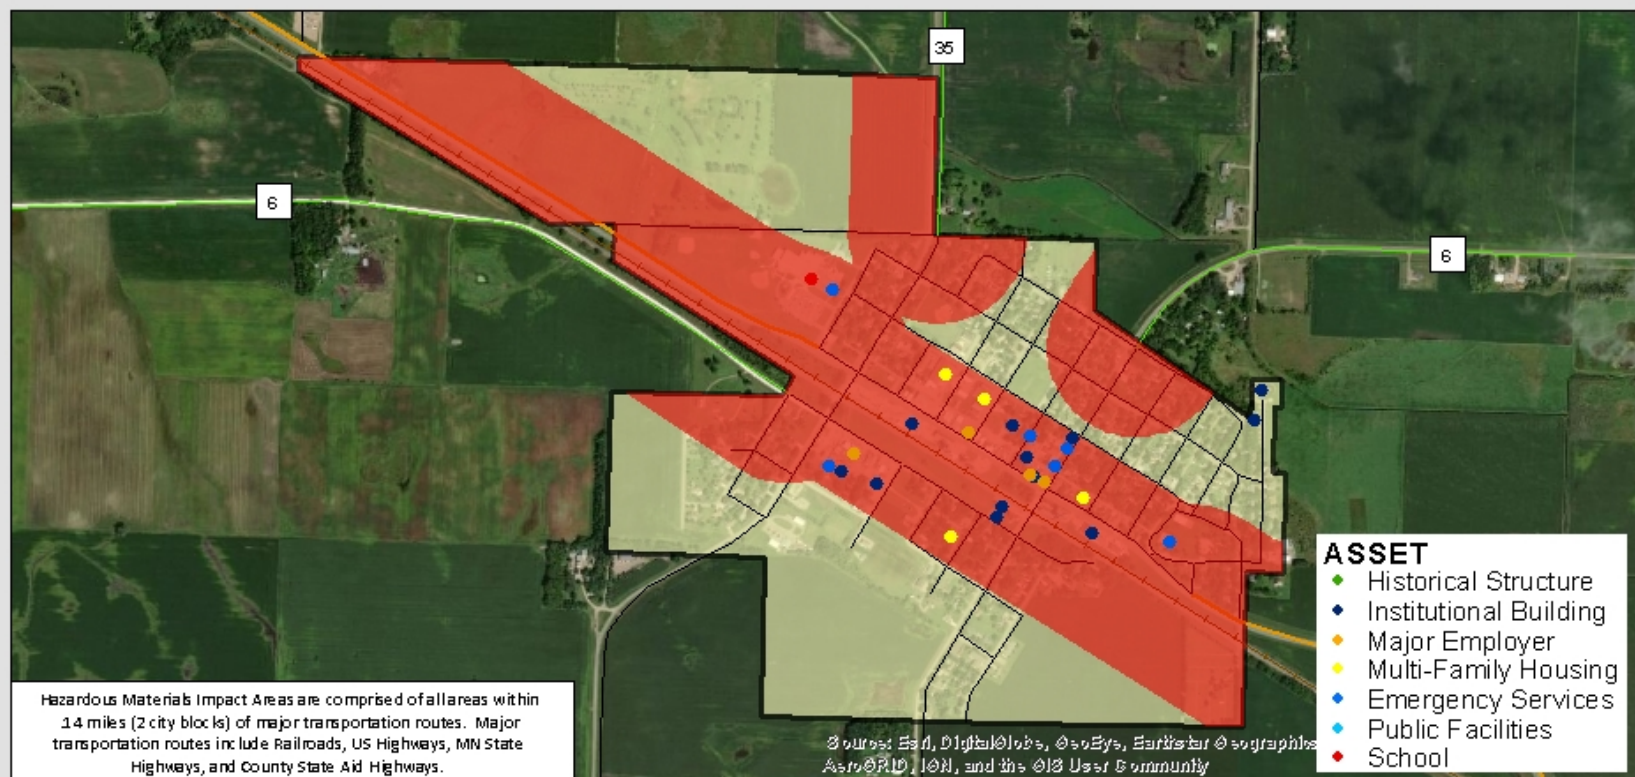 35
6
6
ASSET
Historical Structure
Institutional Building
Major Employer
Multi-Family Housing
Emergency Services
Public Facilities
School
Hazardous Materials Impact Areas are comprised of all areas within
.14 miles (2 city blocks) of major transportation routes. Major
transportation routes include Railroads, US Highways, MN State
Highways, and County State Aid Highways.
Source: Esri, DigitalGlobe, GeoEye, Earthstar Geographics
AeroGRID, IGN, and the GIS User Community